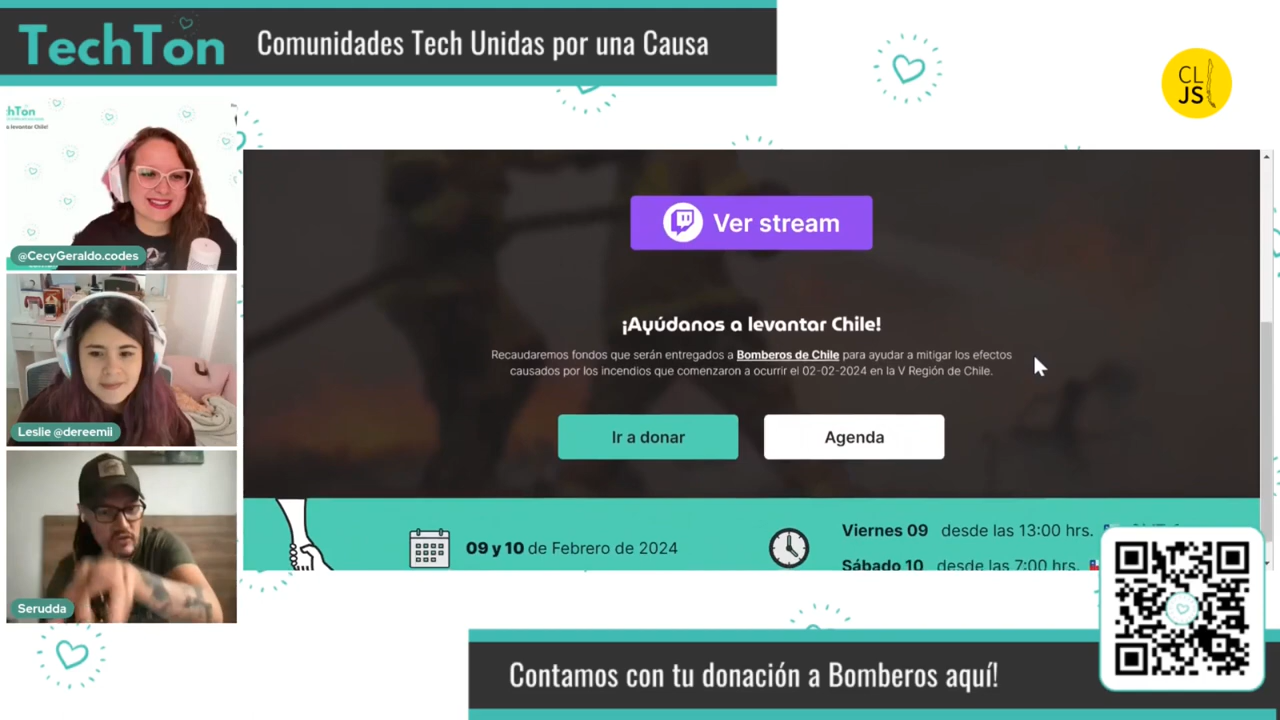 TechTon
Comunidades Tech Unidas por una Causa
CL
JS
a levantar Chile!
@CecyGeraldo.codes
Leslie @dereemii
Serudda
Ver stream
¡Ayúdanos a levantar Chile!
Recaudaremos fondos que serán entregados a Bomberos de Chile para ayudar a mitigar los efectos
causados por los incendios que comenzaron a ocurrir el 02-02-2024 en la V Región de Chile.
Ir a donar
Agenda
09 y 10 de Febrero de 2024
Viernes 09 desde las 13:00 hrs.
Sábado 10 desde las 7:00 hrs.
Contamos con tu donación a Bomberos aquí!